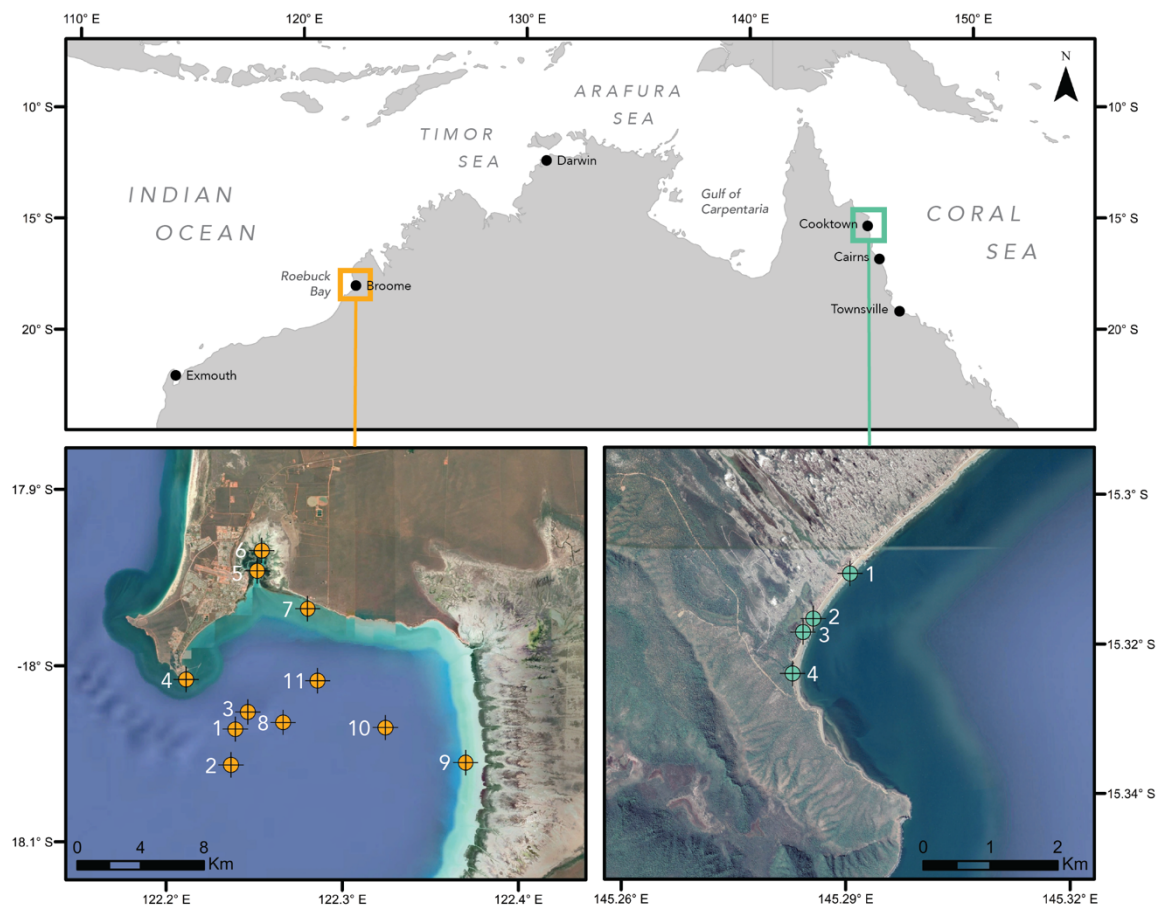 110° E 120° E 130° E 140° E 150° E
N
ARAFURA
SEA
10° S 10° S
TIMOR
SEA
Darwin
INDIAN
OCEAN
Gulf of
Carpentaria
15° S 15° S
CORAL
SEA
Cooktown
Cairns
Roebuck
Bay
Broome
Townsville
20° S 20° S
Exmouth
17.9° S
6
5
7
-18° S
4
11
3
1
8
10
2
9
18.1° S
0 4 8
Km
122.2° E 122.3° E 122.4° E
15.3° S
1
2
3
15.32° S
4
15.34° S
0 1 2
Km
145.26° E 145.29° E 145.32° E